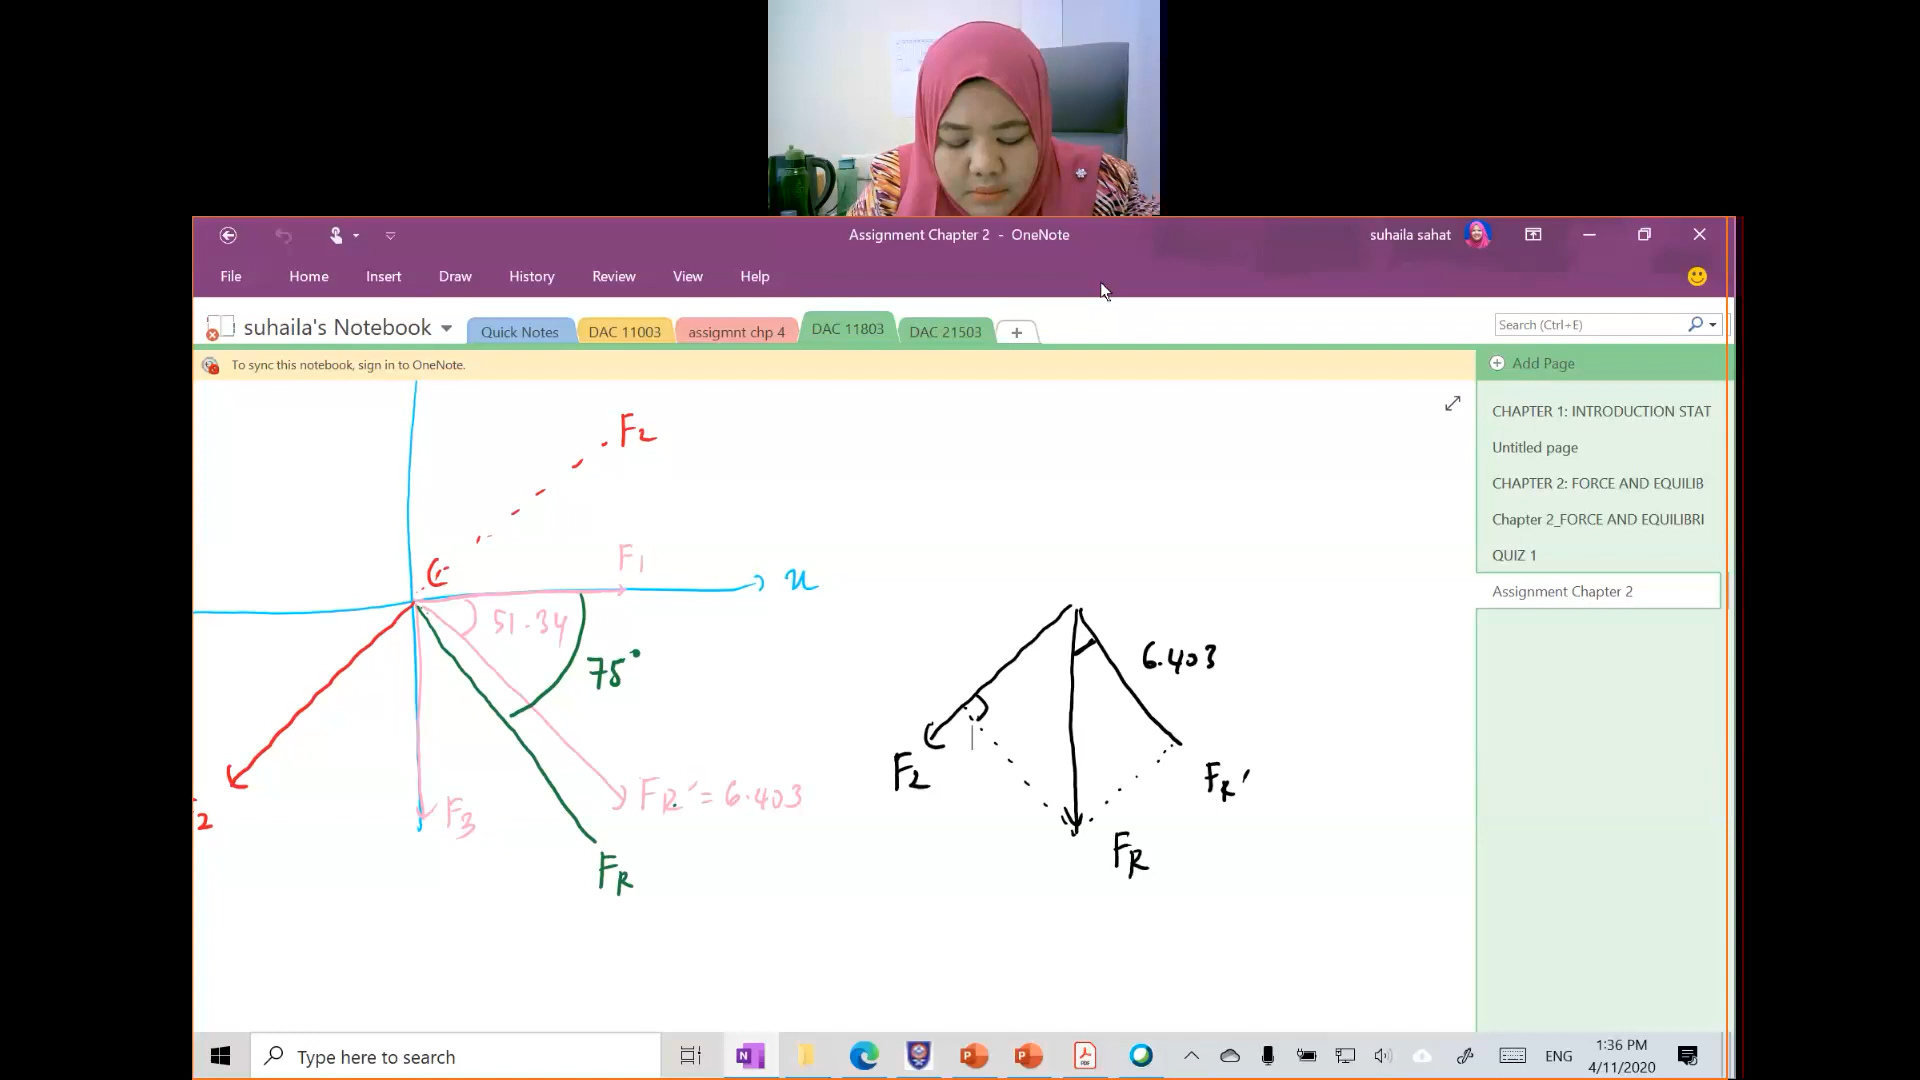 Assignment Chapter 2 - OneNote
suhaila sahat
File Home Insert Draw History Review View Help
suhaila's Notebook
Quick Notes
DAC 11003
assigmnt chp 4
DAC 11803
DAC 21503
+
Search (Ctrl+E)
To sync this notebook, sign in to OneNote.
Add Page
CHAPTER 1: INTRODUCTION STAT
Untitled page
CHAPTER 2: FORCE AND EQUILIB
Chapter 2_FORCE AND EQUILIBRI
QUIZ 1
Assignment Chapter 2
F2
F1
x
51.34
75°
FR' = 6.403
F3
2
FR
6.403
F2
FR'
FR
Type here to search
ENG
1:36 PM
4/11/2020